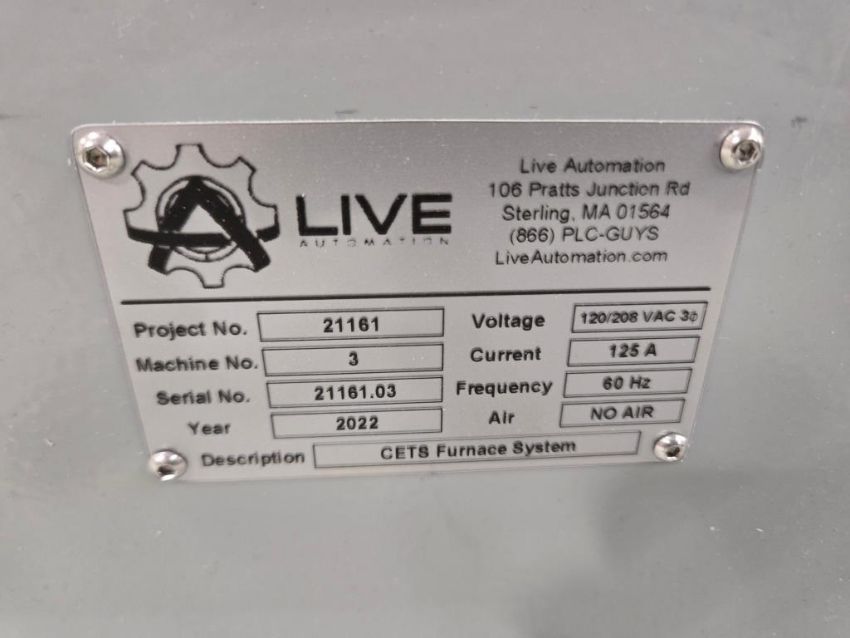 LIVE
AUTOMATION
Live Automation
106 Pratts Junction Rd
Sterling, MA 01564
(866) PLC-GUYS
LiveAutomation.com
Project No. 21161
Machine No. 3
Serial No. 21161.03
Year 2022
Voltage 120/208 VAC 3ϕ
Current 125 A
Frequency 60 Hz
Air NO AIR
Description CETS Furnace System